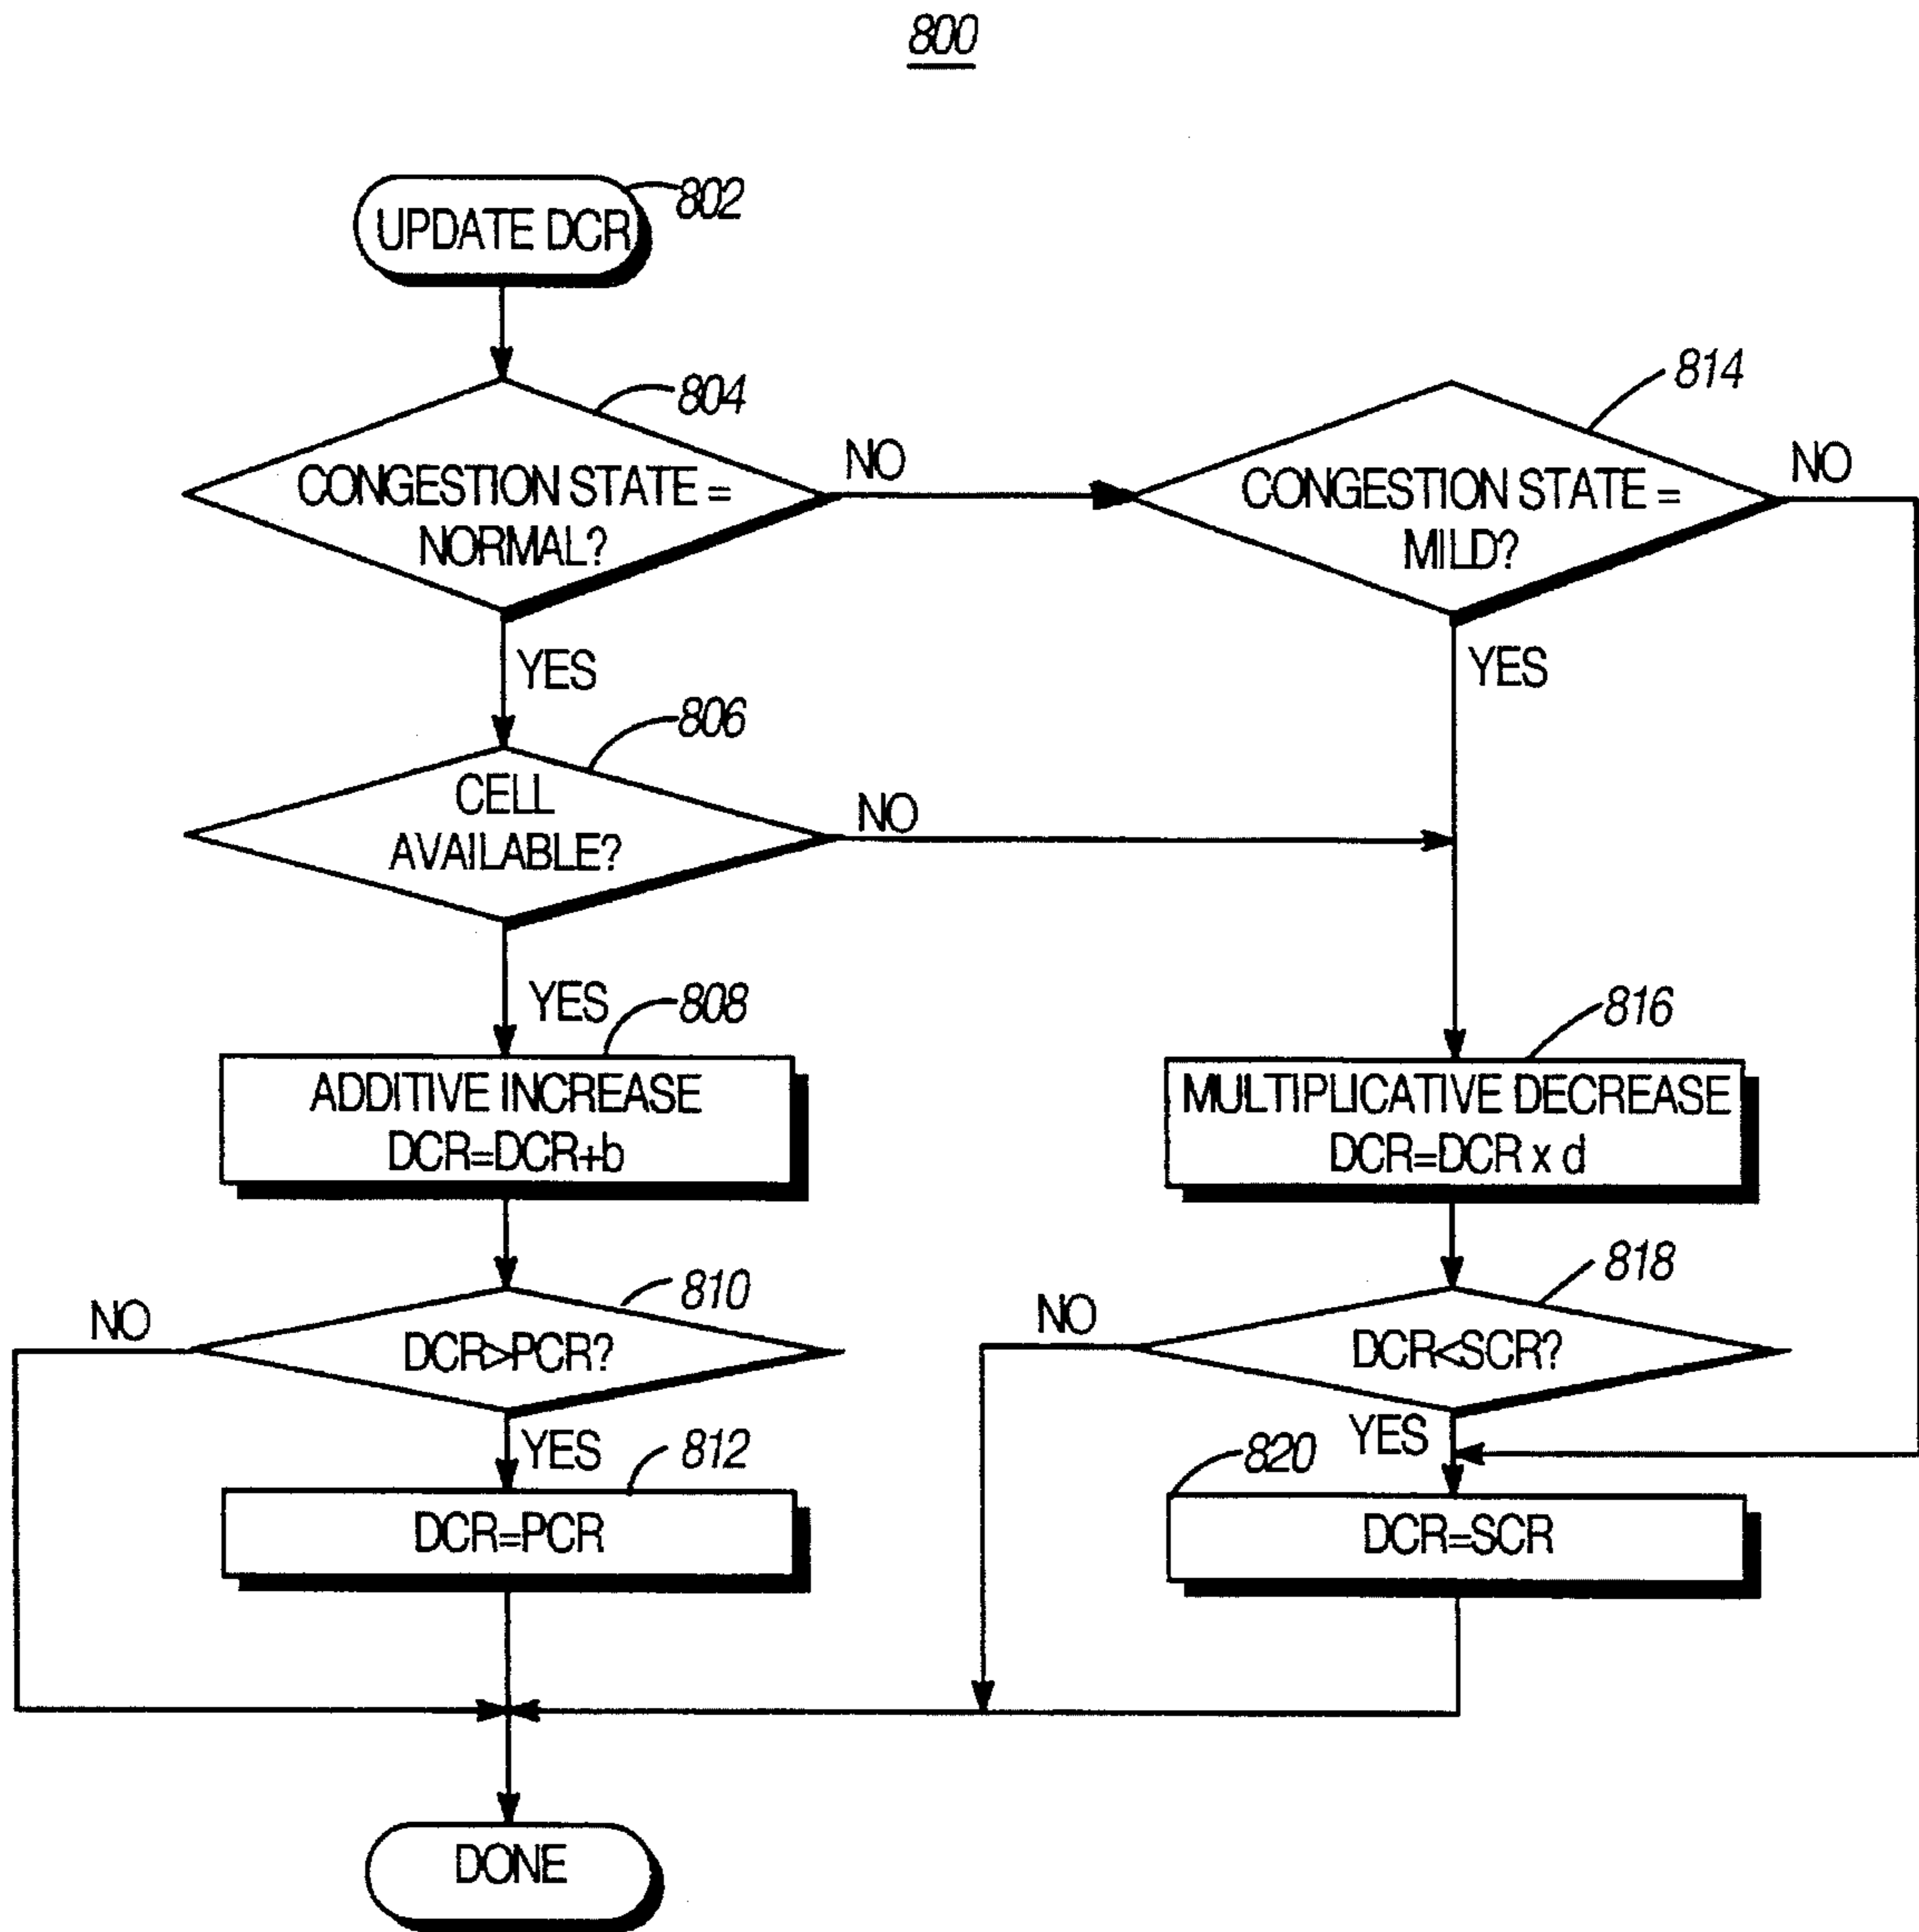 800
UPDATE DCR
802
804
CONGESTION STATE =
NORMAL?
NO
814
CONGESTION STATE =
MILD?
NO
YES
YES
806
CELL
AVAILABLE?
NO
YES
808
ADDITIVE INCREASE
DCR=DCR+b
816
MULTIPLICATIVE DECREASE
DCR=DCR x d
810
NO
DCR>PCR?
818
NO
DCR<SCR?
YES
812
DCR=PCR
YES
820
DCR=SCR
DONE